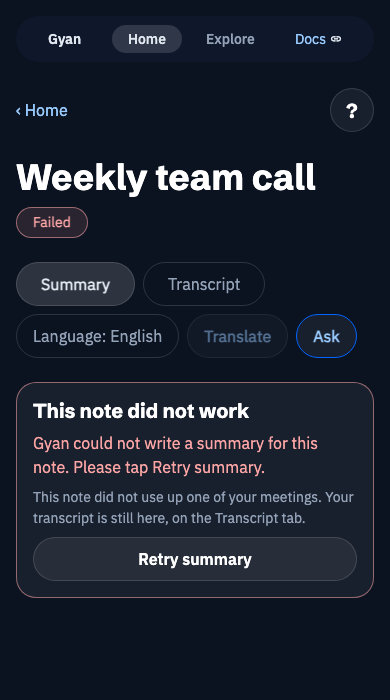 Gyan
Home
Explore
Docs
‹ Home
?
Weekly team call
Failed
Summary
Transcript
Language: English
Translate
Ask
This note did not work
Gyan could not write a summary for this
note. Please tap Retry summary.
This note did not use up one of your meetings. Your
transcript is still here, on the Transcript tab.
Retry summary